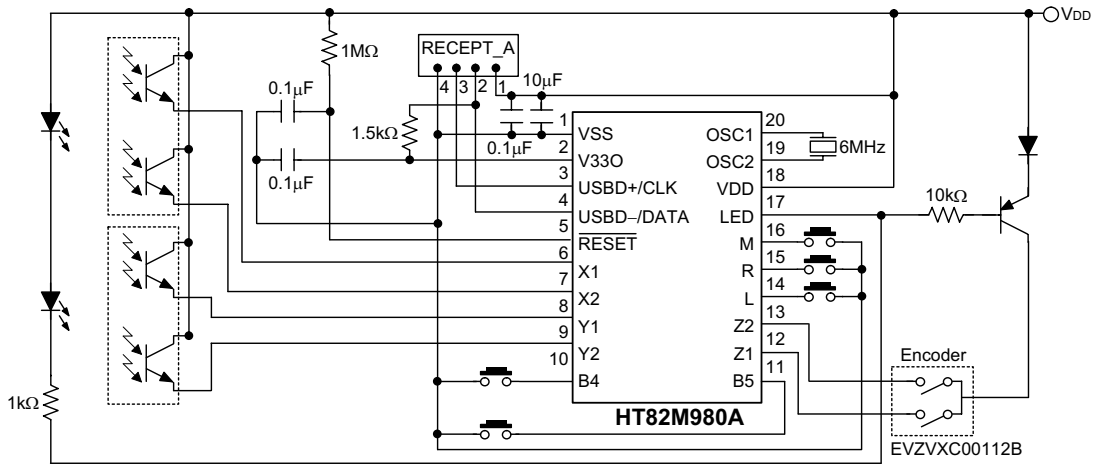 VDD
1MΩ
RECEPT_A
4 3 2 1
0.1μF
10μF
0.1μF
1.5kΩ
0.1μF
1 VSS
2 V33O
3 USBD+/CLK
4 USBD−/DATA
5 RESET
6 X1
7 X2
8 Y1
9 Y2
10 B4
20 OSC1
19 OSC2
18 VDD
17 LED
16 M
15 R
14 L
13 Z2
12 Z1
11 B5
6MHz
10kΩ
HT82M980A
Encoder
EVZVXC00112B
1kΩ